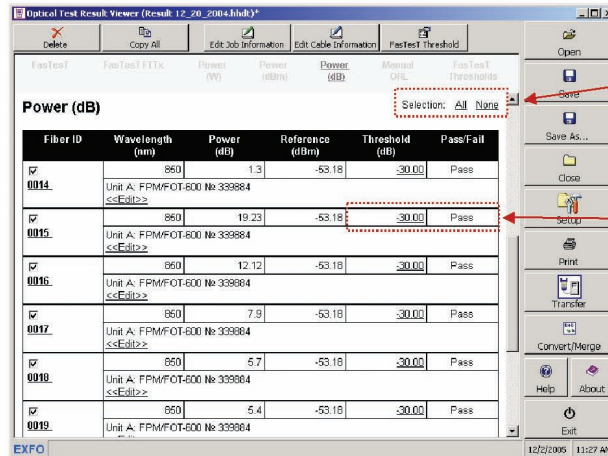 Optical Test Result Viewer (Result 12_20_2004.hhdt)*
Delete Copy All Edit Job Information Edit Cable Information FasTesT Threshold
FasTesT FasTesT FTTx Power (W) Power (dBm) Power (dB) Manual ORL FasTesT Thresholds
Power (dB)
Selection: All None
Fiber ID Wavelength (nm) Power (dB) Reference (dBm) Threshold (dB) Pass/Fail
0014 850 1.3 -53.18 -30.00 Pass
Unit A: FPM/FOT-600 № 339884
<<Edit>>
0015 850 19.23 -53.18 -30.00 Pass
Unit A: FPM/FOT-600 № 339884
<<Edit>>
0016 850 12.12 -53.18 -30.00 Pass
Unit A: FPM/FOT-600 № 339884
<<Edit>>
0017 850 7.9 -53.18 -30.00 Pass
Unit A: FPM/FOT-600 № 339884
<<Edit>>
0018 850 5.7 -53.18 -30.00 Pass
Unit A: FPM/FOT-600 № 339884
<<Edit>>
0019 850 5.4 -53.18 -30.00 Pass
Unit A: FPM/FOT-600 № 339884
Open
Save
Save As...
Close
Setup
Print
Transfer
Convert/Merge
Help About
Exit
EXFO
12/2/2005 11:27 AM